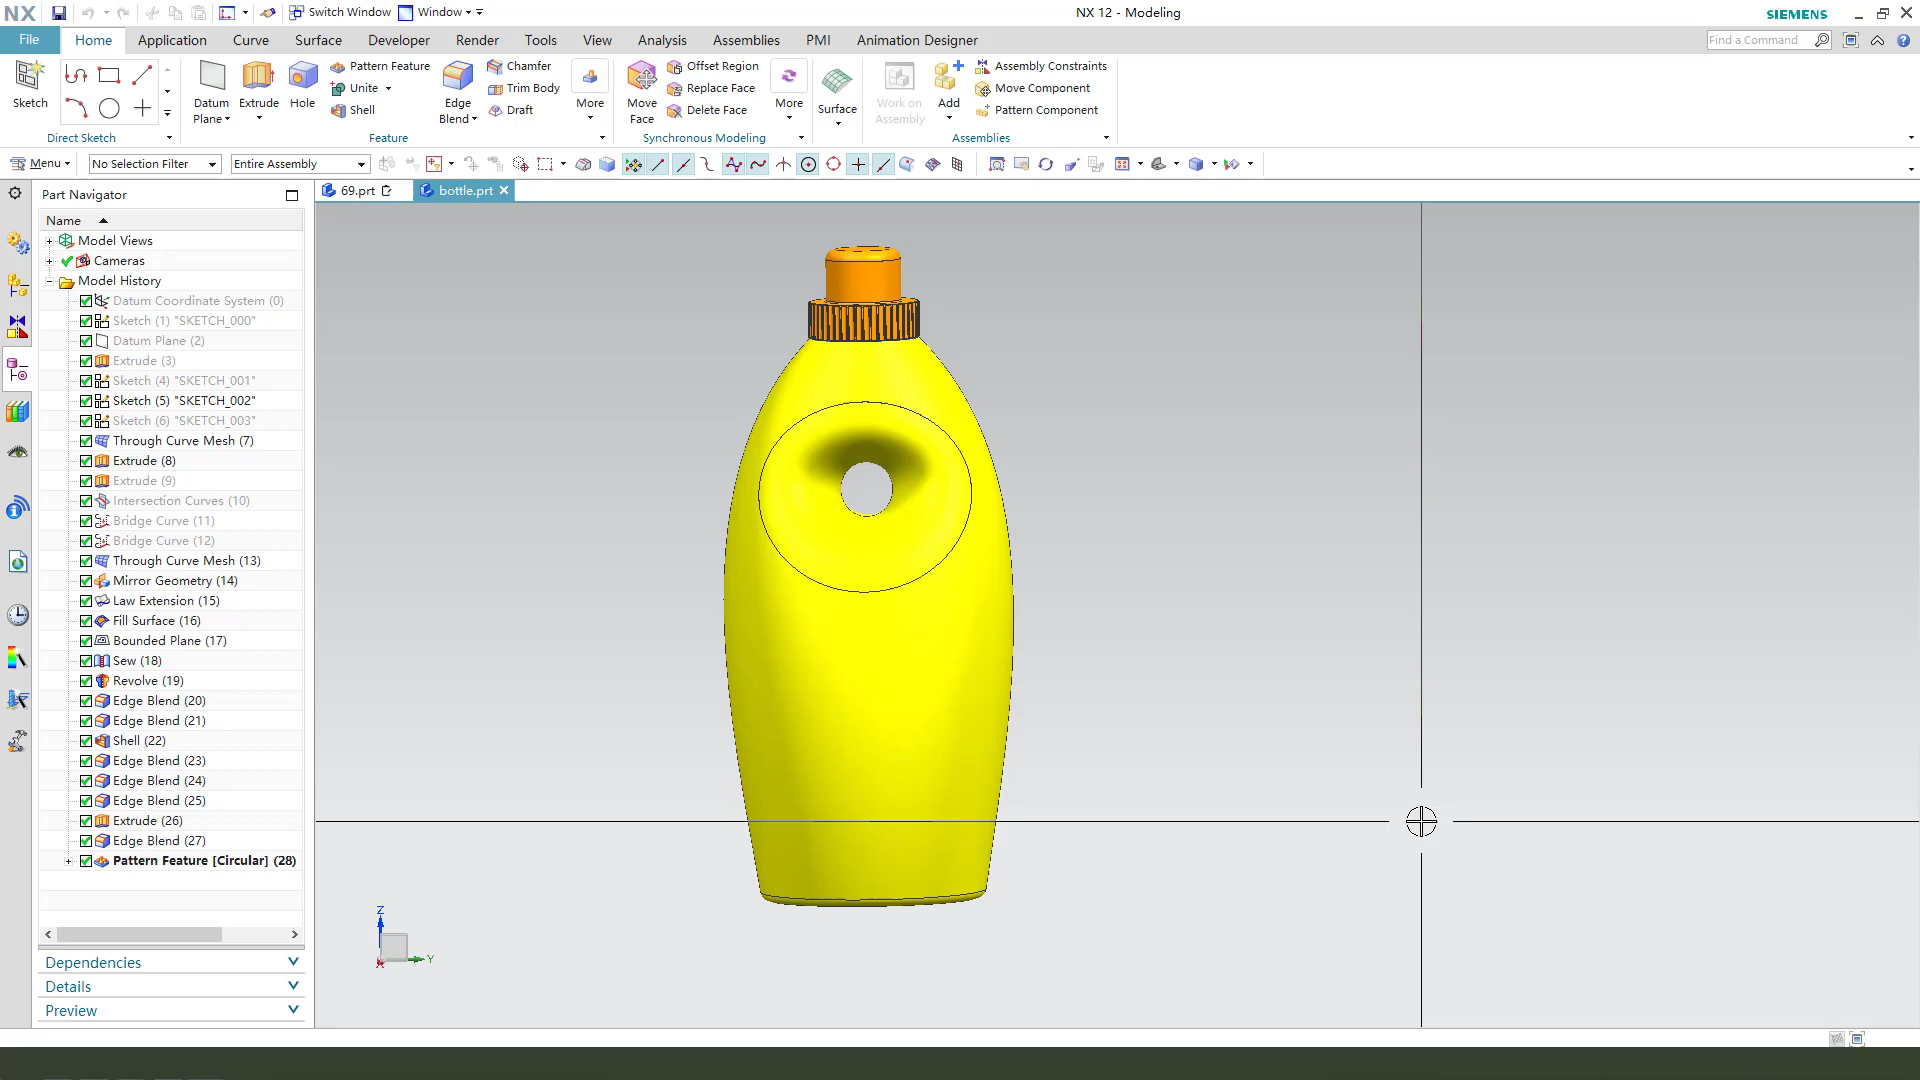 NX Switch Window Window NX 12 - Modeling SIEMENS
File Home Application Curve Surface Developer Render Tools View Analysis Assemblies PMI Animation Designer Find a Command
Sketch Datum Plane Extrude Hole Pattern Feature Unite Shell Edge Blend Chamfer Trim Body Draft More Move Face Offset Region Replace Face Delete Face More Surface Work on Assembly Add Assembly Constraints Move Component Pattern Component
Direct Sketch Feature Synchronous Modeling Assemblies
Menu No Selection Filter Entire Assembly
Part Navigator 69.prt bottle.prt
Name
Model Views
Cameras
Model History
Datum Coordinate System (0)
Sketch (1) "SKETCH_000"
Datum Plane (2)
Extrude (3)
Sketch (4) "SKETCH_001"
Sketch (5) "SKETCH_002"
Sketch (6) "SKETCH_003"
Through Curve Mesh (7)
Extrude (8)
Extrude (9)
Intersection Curves (10)
Bridge Curve (11)
Bridge Curve (12)
Through Curve Mesh (13)
Mirror Geometry (14)
Law Extension (15)
Fill Surface (16)
Bounded Plane (17)
Sew (18)
Revolve (19)
Edge Blend (20)
Edge Blend (21)
Shell (22)
Edge Blend (23)
Edge Blend (24)
Edge Blend (25)
Extrude (26)
Edge Blend (27)
Pattern Feature [Circular] (28)
Z
Y
X
Dependencies
Details
Preview